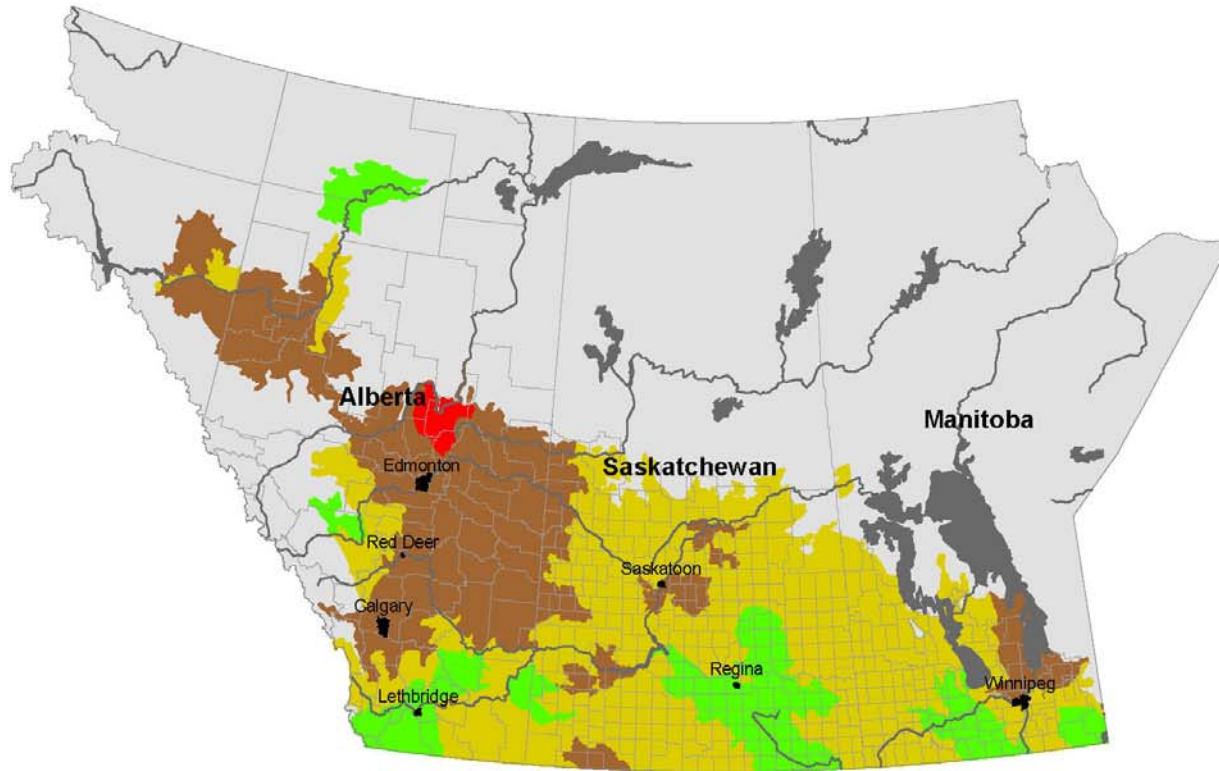 Alberta
Manitoba
Edmonton
Saskatchewan
Red Deer
Saskatoon
Calgary
Regina
Lethbridge
Winnipeg